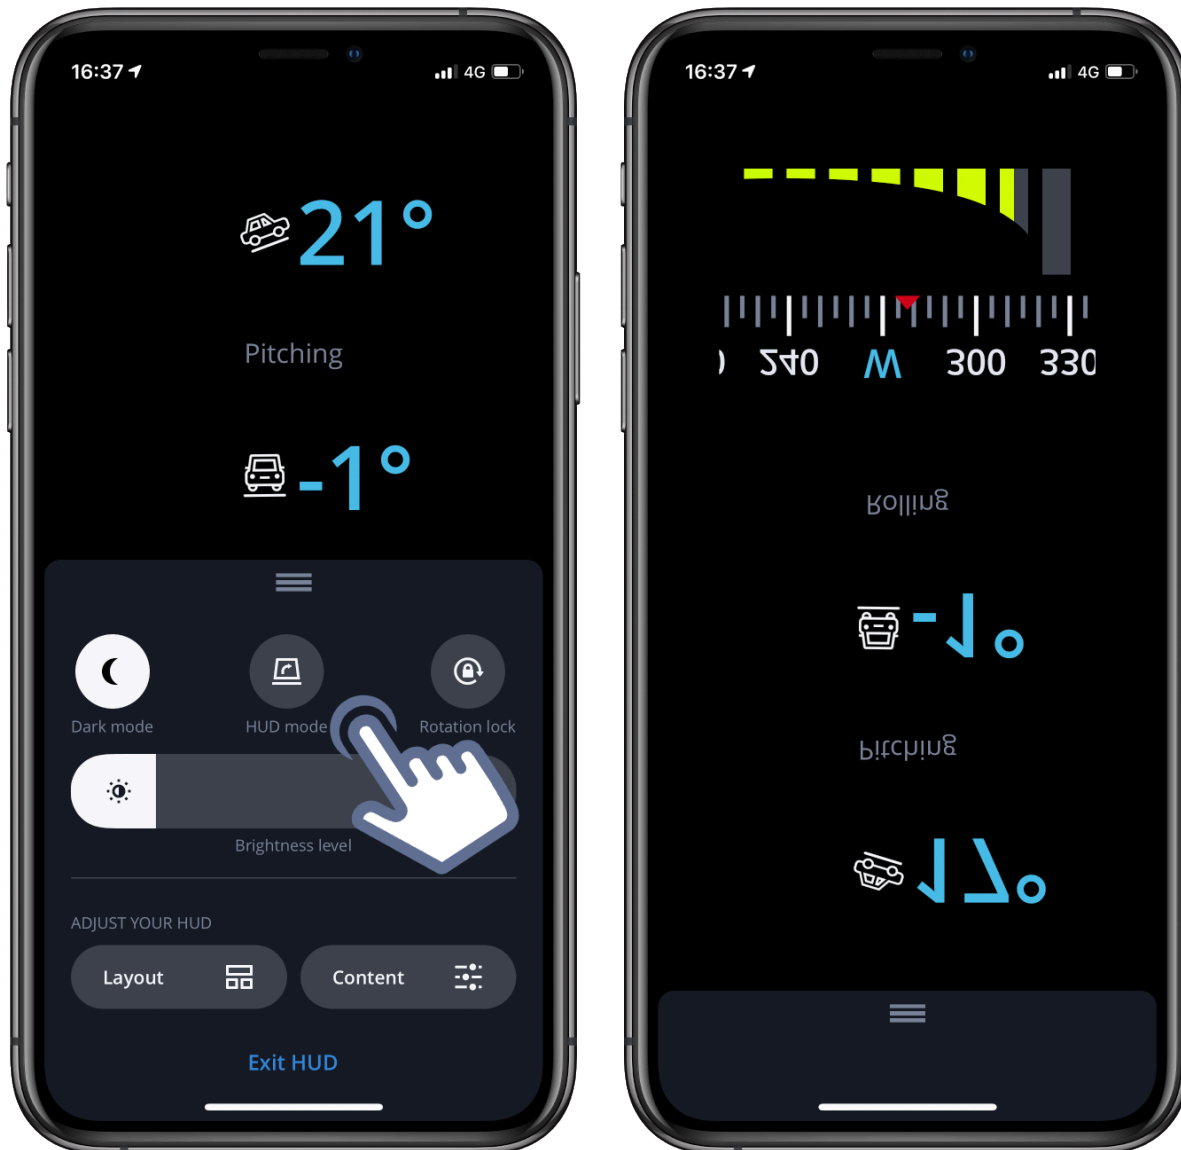 16:37
4G
21°
Pitching
-1°
Dark mode
HUD mode
Rotation lock
Brightness level
ADJUST YOUR HUD
Layout
Content
Exit HUD
16:37
4G
240 W 300 330
Rolling
-1°
Pitching
17°